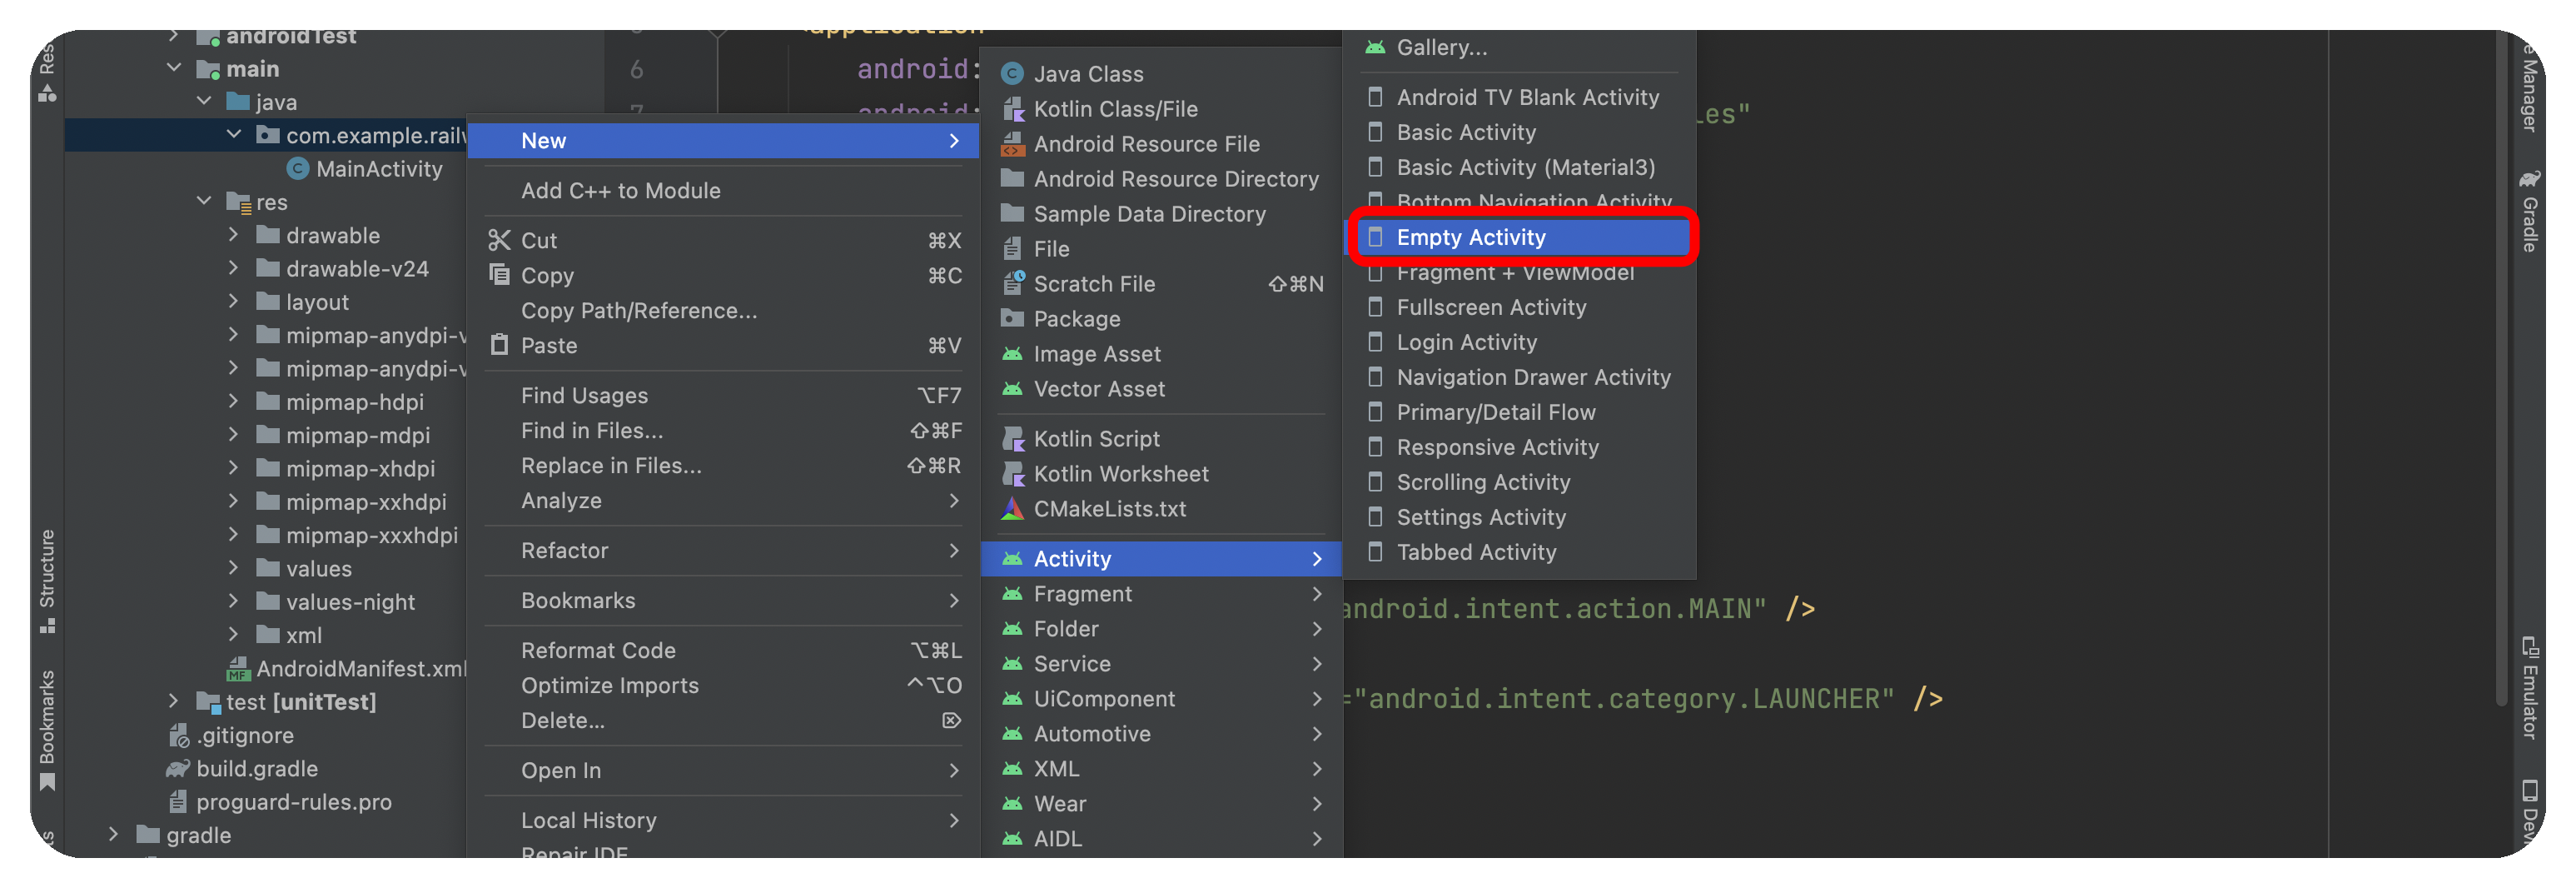 androidTest
main
java
com.example.railw
MainActivity
res
drawable
drawable-v24
layout
mipmap-anydpi-v
mipmap-anydpi-v
mipmap-hdpi
mipmap-mdpi
mipmap-xhdpi
mipmap-xxhdpi
mipmap-xxxhdpi
values
values-night
xml
AndroidManifest.xml
test [unitTest]
.gitignore
build.gradle
proguard-rules.pro
gradle
Res
Structure
Bookmarks
New
Add C++ to Module
Cut ⌘X
Copy ⌘C
Copy Path/Reference...
Paste ⌘V
Find Usages ⌥F7
Find in Files... ⇧⌘F
Replace in Files... ⇧⌘R
Analyze
Refactor
Bookmarks
Reformat Code ⌥⌘L
Optimize Imports ^⌥O
Delete... ⌦
Open In
Local History
Repair IDE
<application
6 android:
7 android:
les"
Java Class
Kotlin Class/File
Android Resource File
Android Resource Directory
Sample Data Directory
File
Scratch File ⇧⌘N
Package
Image Asset
Vector Asset
Kotlin Script
Kotlin Worksheet
CMakeLists.txt
Activity
Fragment
Folder
Service
UiComponent
Automotive
XML
Wear
AIDL
Gallery...
Android TV Blank Activity
Basic Activity
Basic Activity (Material3)
Bottom Navigation Activity
Empty Activity
Fragment + ViewModel
Fullscreen Activity
Login Activity
Navigation Drawer Activity
Primary/Detail Flow
Responsive Activity
Scrolling Activity
Settings Activity
Tabbed Activity
android.intent.action.MAIN" />
="android.intent.category.LAUNCHER" />
e Manager
Gradle
Emulator